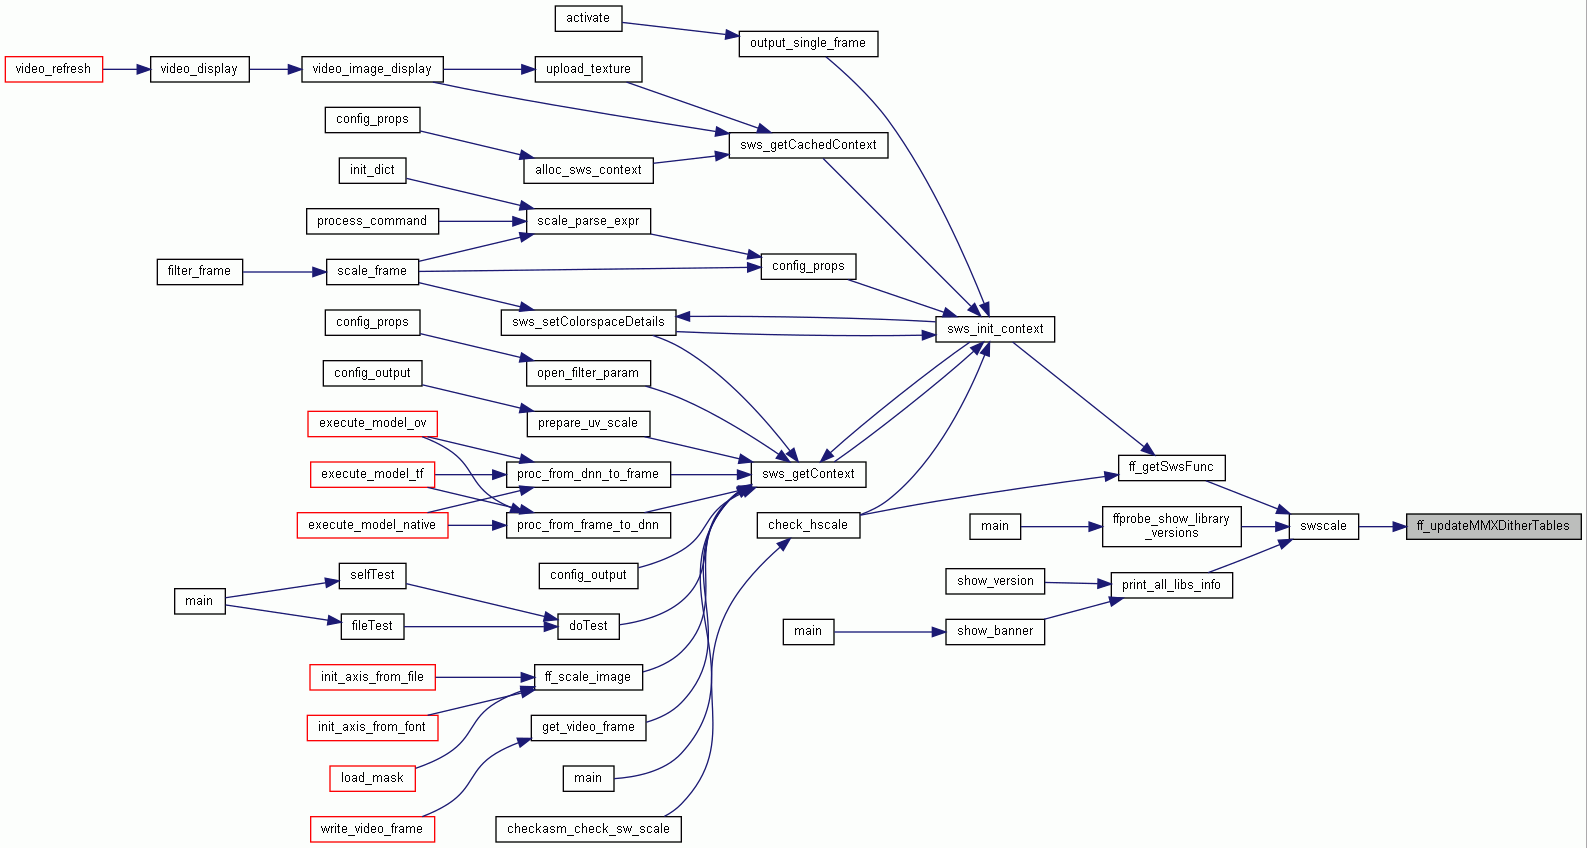 activate
output_single_frame
video_refresh
video_display
video_image_display
upload_texture
config_props
sws_getCachedContext
init_dict
alloc_sws_context
process_command
scale_parse_expr
filter_frame
scale_frame
config_props
config_props
sws_setColorspaceDetails
sws_init_context
config_output
open_filter_param
execute_model_ov
prepare_uv_scale
execute_model_tf
proc_from_dnn_to_frame
sws_getContext
ff_getSwsFunc
execute_model_native
proc_from_frame_to_dnn
check_hscale
main
ffprobe_show_library
_versions
swscale
ff_updateMMXDitherTables
selfTest
config_output
show_version
print_all_libs_info
main
fileTest
doTest
main
show_banner
init_axis_from_file
ff_scale_image
init_axis_from_font
get_video_frame
load_mask
main
write_video_frame
checkasm_check_sw_scale